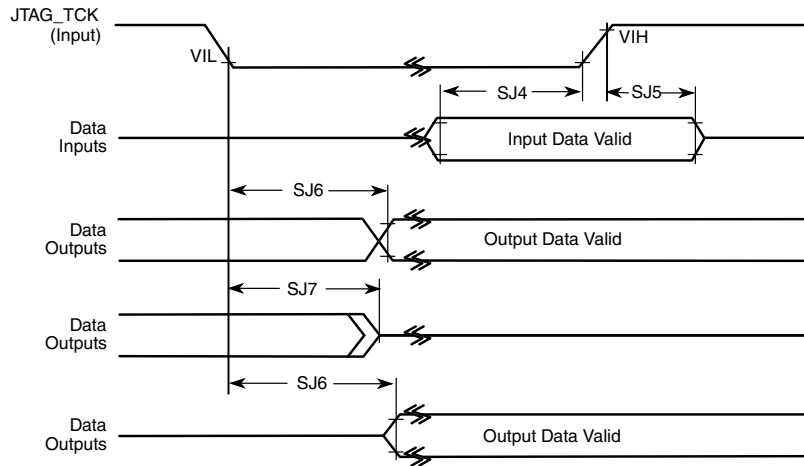 JTAG_TCK
(Input)
VIL
VIH
SJ4
SJ5
Data
Inputs
Input Data Valid
SJ6
Data
Outputs
Output Data Valid
SJ7
Data
Outputs
SJ6
Data
Outputs
Output Data Valid